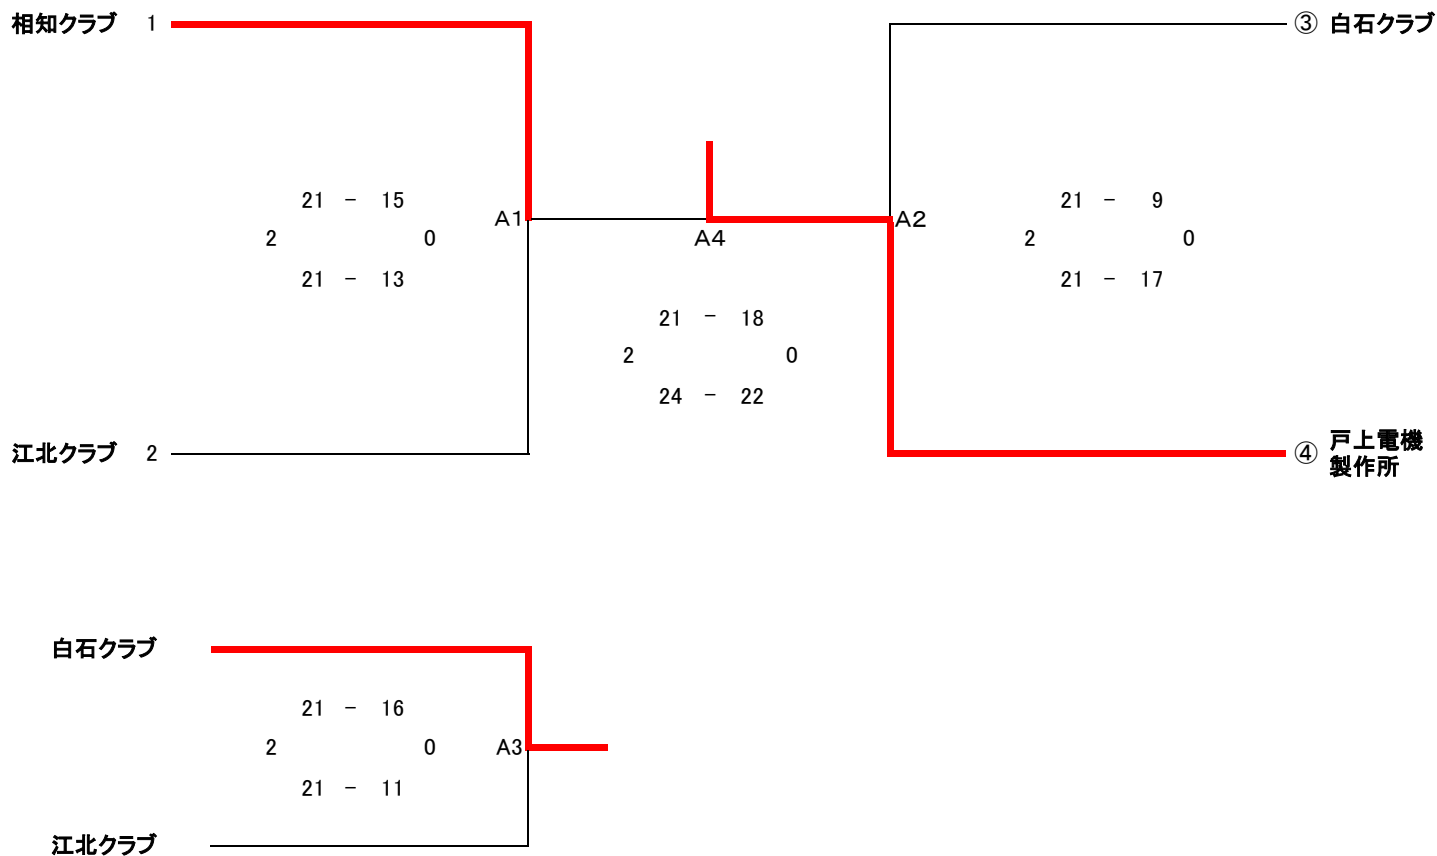 相知クラブ 1
③ 白石クラブ
21 - 15
A1
2 0
21 - 13
A4
21 - 18
2 0
24 - 22
A2
21 - 9
2 0
21 - 17
江北クラブ 2
④ 戸上電機
製作所
白石クラブ
21 - 16
2 0 A3
21 - 11
江北クラブ